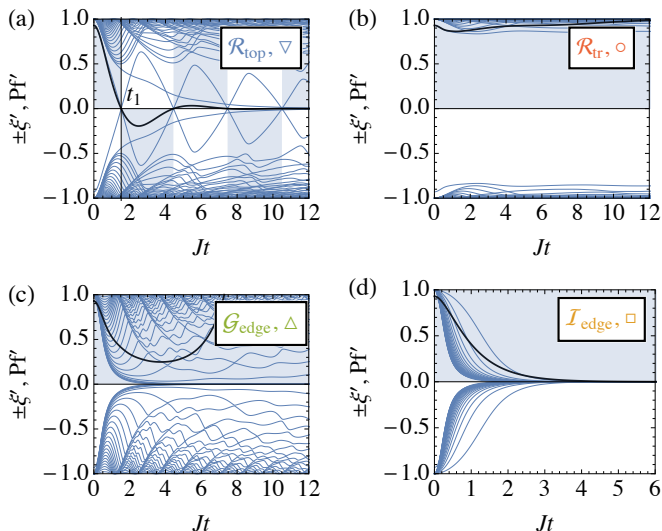 (a)
1.0
0.5
0.0
−0.5
−1.0
±ξ′, Pf′
ℛtop, ▽
t1
0 2 4 6 8 10 12
Jt
(b)
1.0
0.5
0.0
−0.5
−1.0
±ξ′, Pf′
ℛtr, ○
0 2 4 6 8 10 12
Jt
(c)
1.0
0.5
0.0
−0.5
−1.0
±ξ′, Pf′
𝒢edge, △
0 2 4 6 8 10 12
Jt
(d)
1.0
0.5
0.0
−0.5
−1.0
±ξ′, Pf′
ℐedge, □
0 1 2 3 4 5 6
Jt